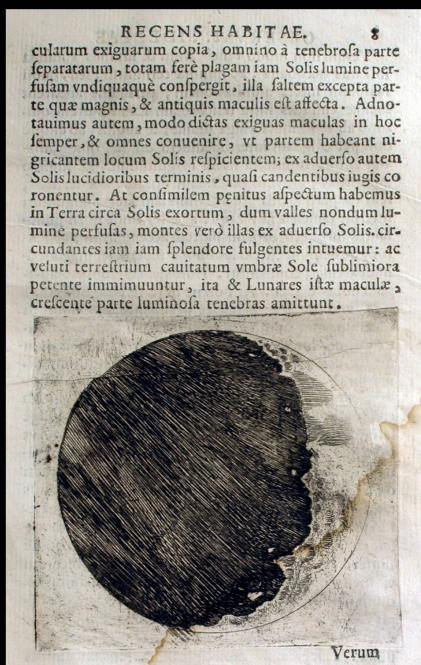 RECENS HABITAE. 8
cularum exiguarum copia, omnino à tenebroſa parte
ſeparatarum, totam ferè plagam iam Solis lumine per-
fuſam vndiquaquè conſpergit, illa ſaltem excepta par-
te quæ magnis, & antiquis maculis eſt affecta. Adno-
tauimus autem, modo dictas exiguas maculas in hoc
ſemper, & omnes conuenire, vt partem habeant ni-
gricantem locum Solis reſpicientem; ex aduerſo autem
Solis lucidioribus terminis, quaſi candentibus iugis co
ronentur. At conſimilem penitus aſpectum habemus
in Terra circa Solis exortum, dum valles nondum lu-
mine perfuſas, montes verò illas ex aduerſo Solis. cir-
cundantes iam iam ſplendore fulgentes intuemur: ac
veluti terreſtrium cauitatum vmbræ Sole ſublimiora
petente immimuuntur, ita & Lunares iſtæ maculæ,
creſcente parte luminoſa tenebras amittunt.
Verum